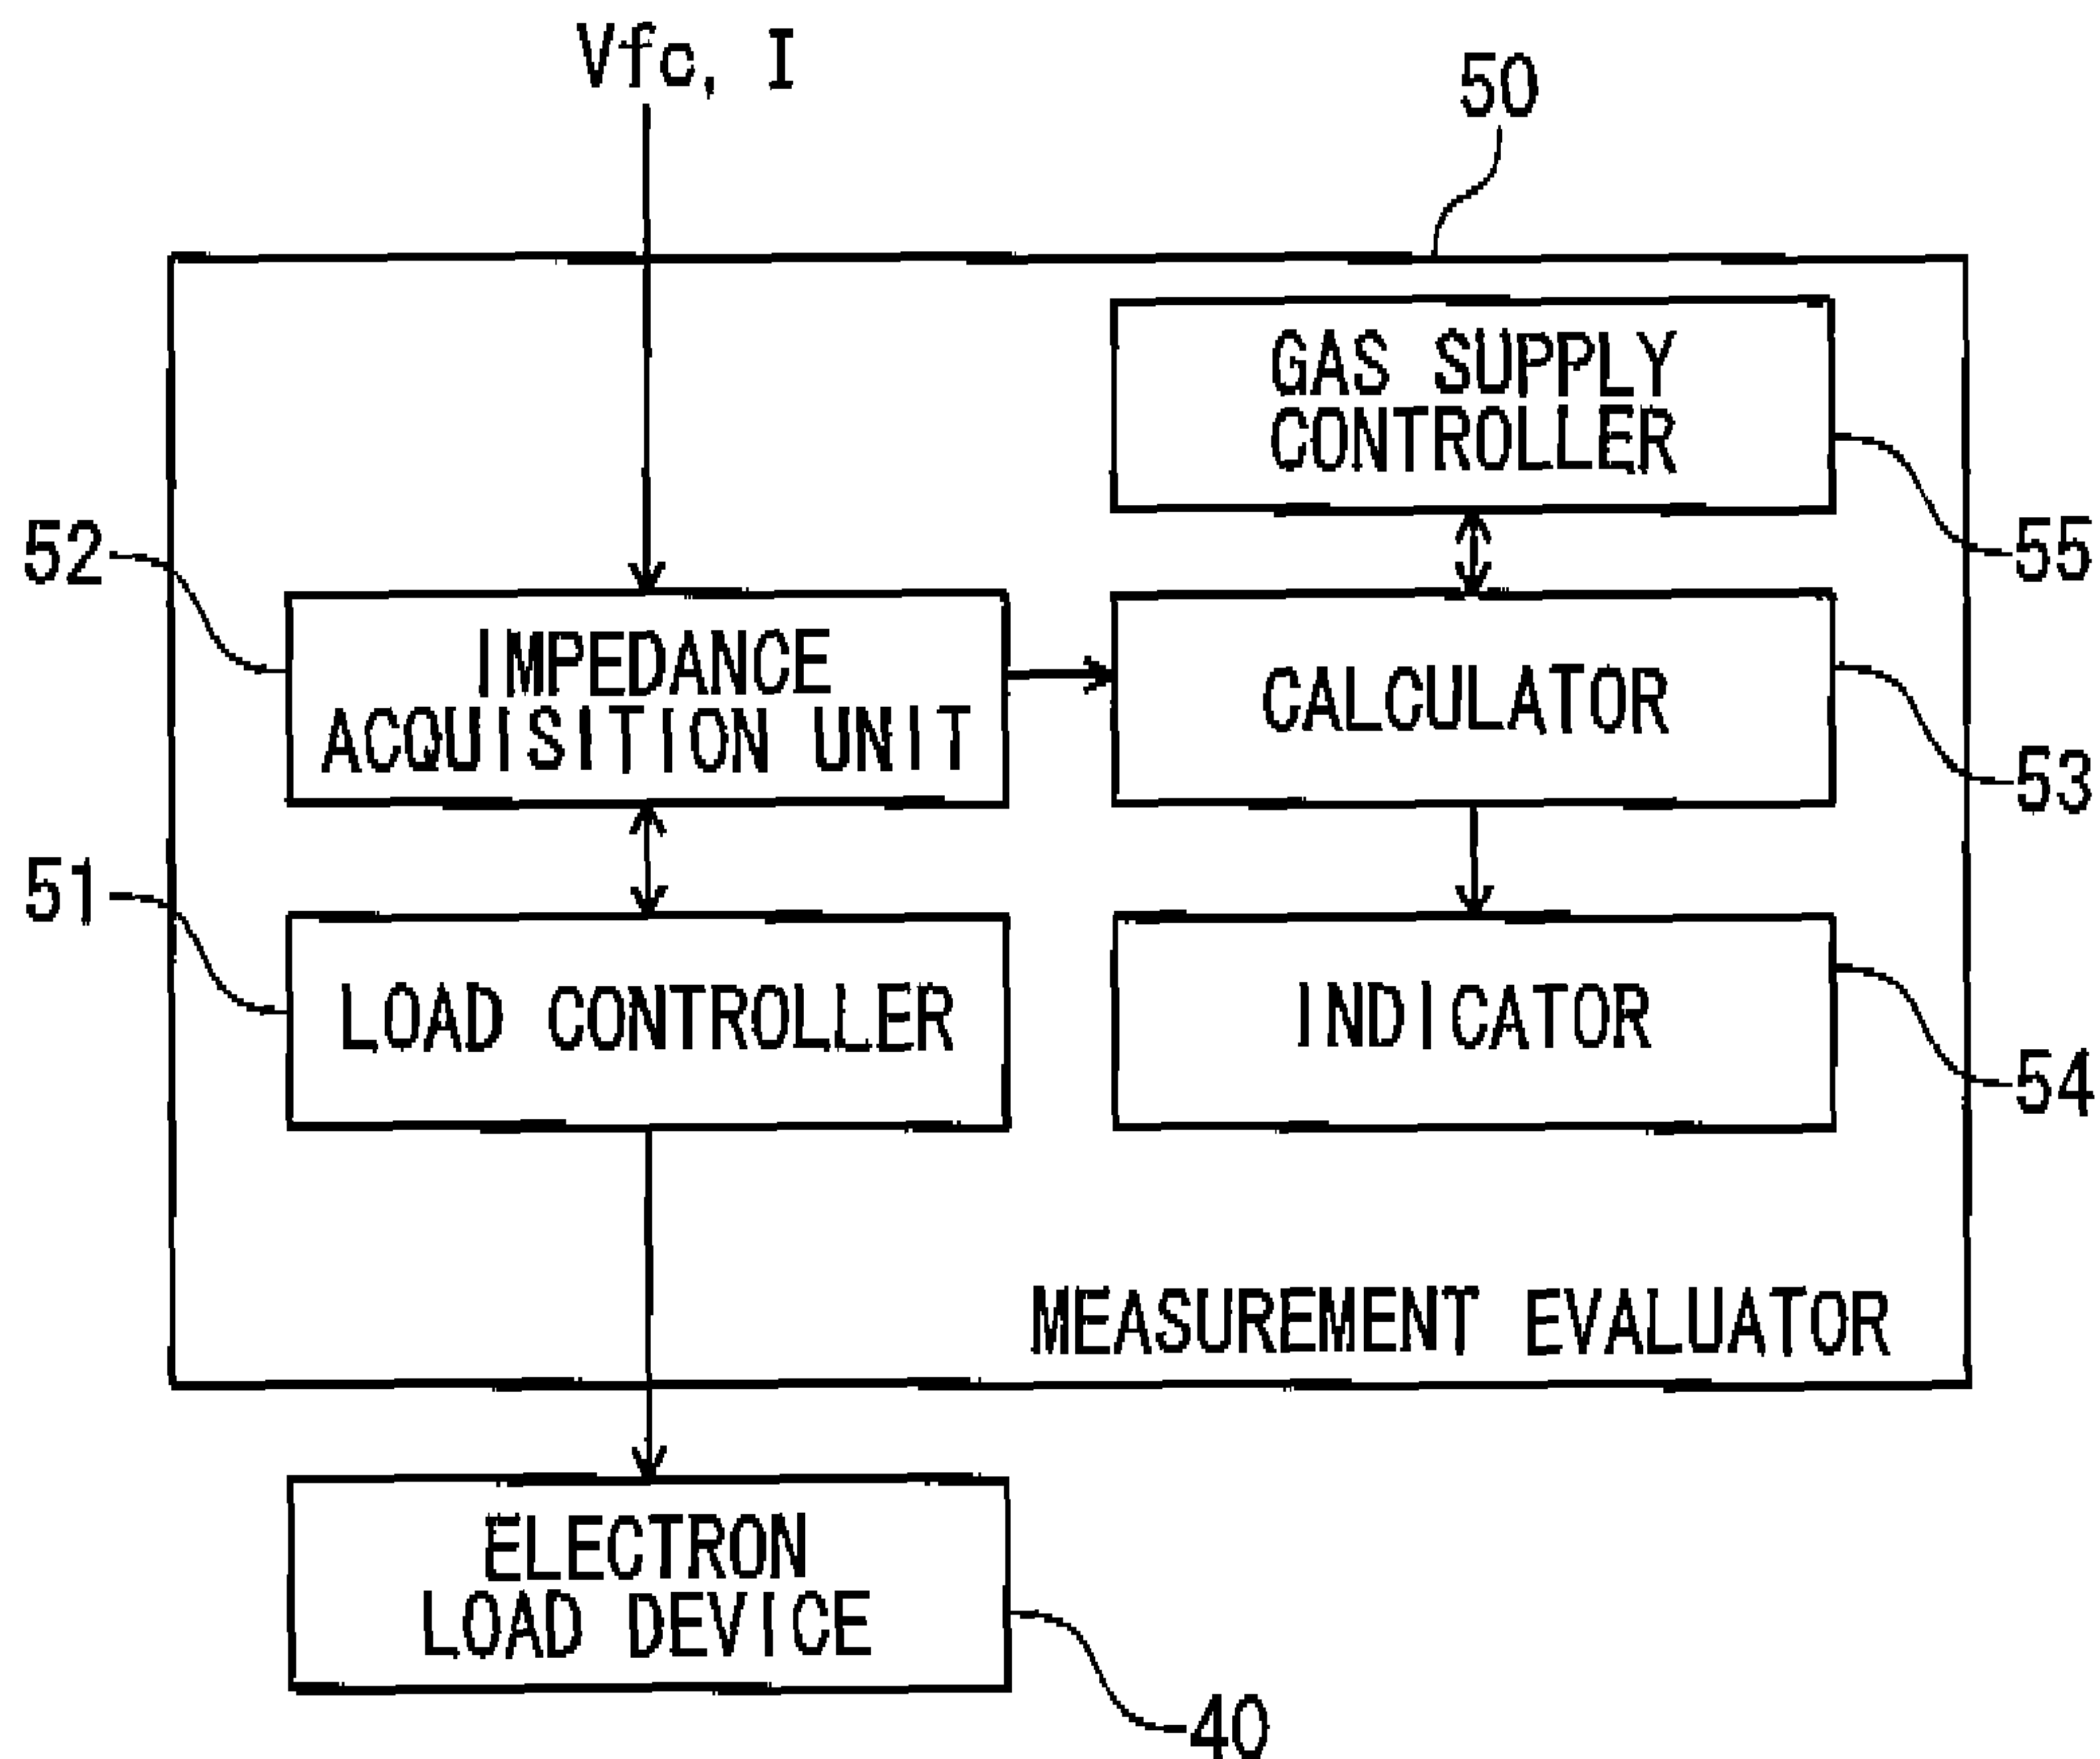 Vfc, I
50
GAS SUPPLY
CONTROLLER
55
52
IMPEDANCE
ACQUISITION UNIT
CALCULATOR
53
51
LOAD CONTROLLER
INDICATOR
54
MEASUREMENT EVALUATOR
ELECTRON
LOAD DEVICE
40